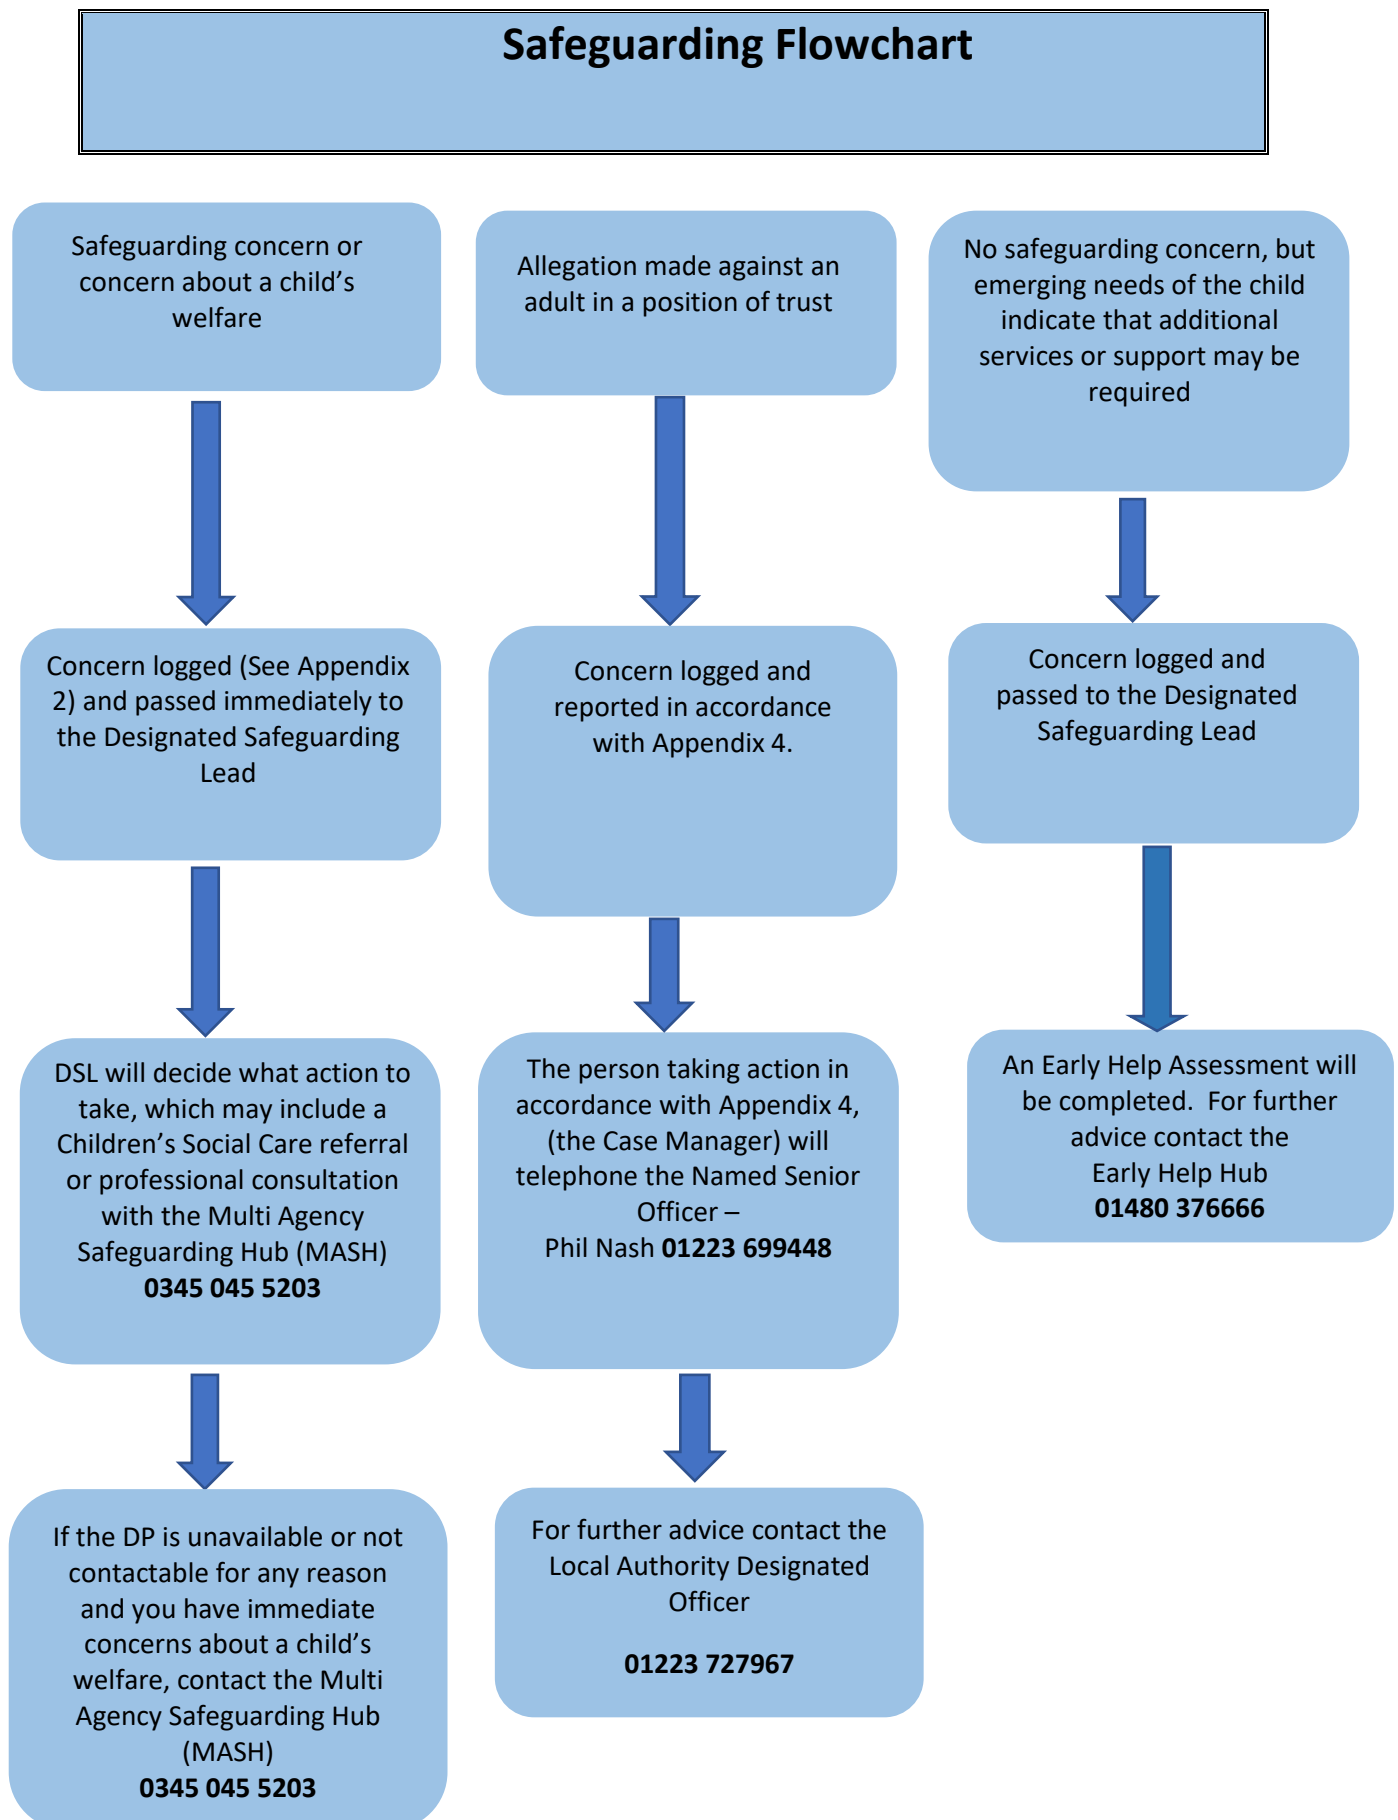 Safeguarding Flowchart
Safeguarding concern or
concern about a child’s
welfare
Concern logged (See Appendix
2) and passed immediately to
the Designated Safeguarding
Lead
DSL will decide what action to
take, which may include a
Children’s Social Care referral
or professional consultation
with the Multi Agency
Safeguarding Hub (MASH)
0345 045 5203
If the DP is unavailable or not
contactable for any reason
and you have immediate
concerns about a child’s
welfare, contact the Multi
Agency Safeguarding Hub
(MASH)
0345 045 5203
Allegation made against an
adult in a position of trust
Concern logged and
reported in accordance
with Appendix 4.
The person taking action in
accordance with Appendix 4,
(the Case Manager) will
telephone the Named Senior
Officer –
Phil Nash 01223 699448
For further advice contact the
Local Authority Designated
Officer
01223 727967
No safeguarding concern, but
emerging needs of the child
indicate that additional
services or support may be
required
Concern logged and
passed to the Designated
Safeguarding Lead
An Early Help Assessment will
be completed.  For further
advice contact the
Early Help Hub
01480 376666